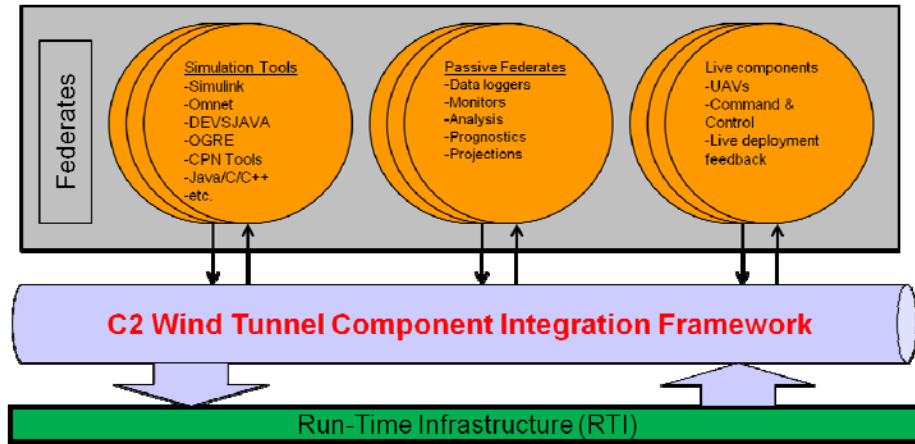 Federates
Simulation Tools
-Simulink
-Omnet
-DEVSJAVA
-OGRE
-CPN Tools
-Java/C/C++
-etc.
Passive Federates
-Data loggers
-Monitors
-Analysis
-Prognostics
-Projections
Live components
-UAVs
-Command &
Control
-Live deployment
feedback
C2 Wind Tunnel Component Integration Framework
Run-Time Infrastructure (RTI)